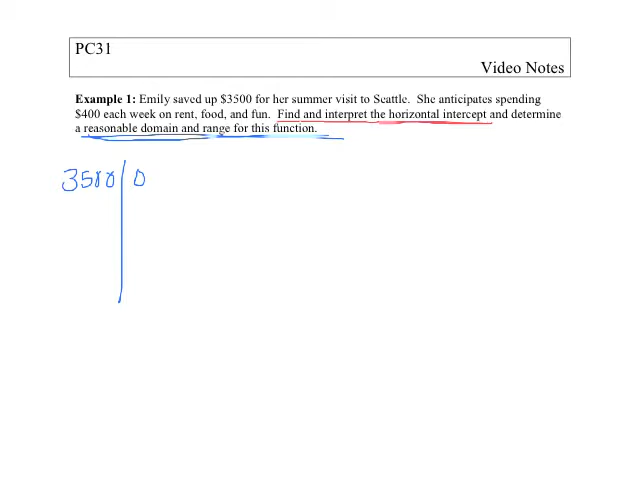 PC31
Video Notes
Example 1: Emily saved up $3500 for her summer visit to Seattle. She anticipates spending
$400 each week on rent, food, and fun. Find and interpret the horizontal intercept and determine
a reasonable domain and range for this function.
3500 0